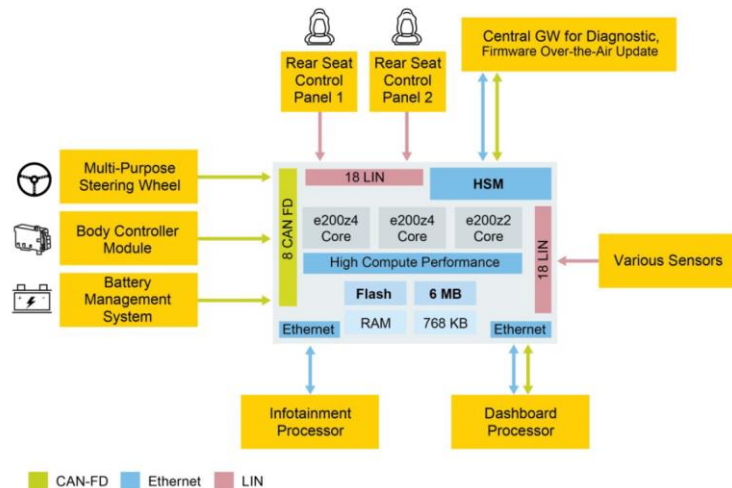 Rear Seat
Control
Panel 1
Rear Seat
Control
Panel 2
Central GW for Diagnostic,
Firmware Over-the-Air Update
Multi-Purpose
Steering Wheel
Body Controller
Module
Battery
Management
System
8 CAN FD
18 LIN
HSM
e200z4
Core
e200z4
Core
e200z2
Core
High Compute Performance
Flash
6 MB
RAM
768 KB
Ethernet
Ethernet
18 LIN
Various Sensors
Infotainment
Processor
Dashboard
Processor
CAN-FD
Ethernet
LIN